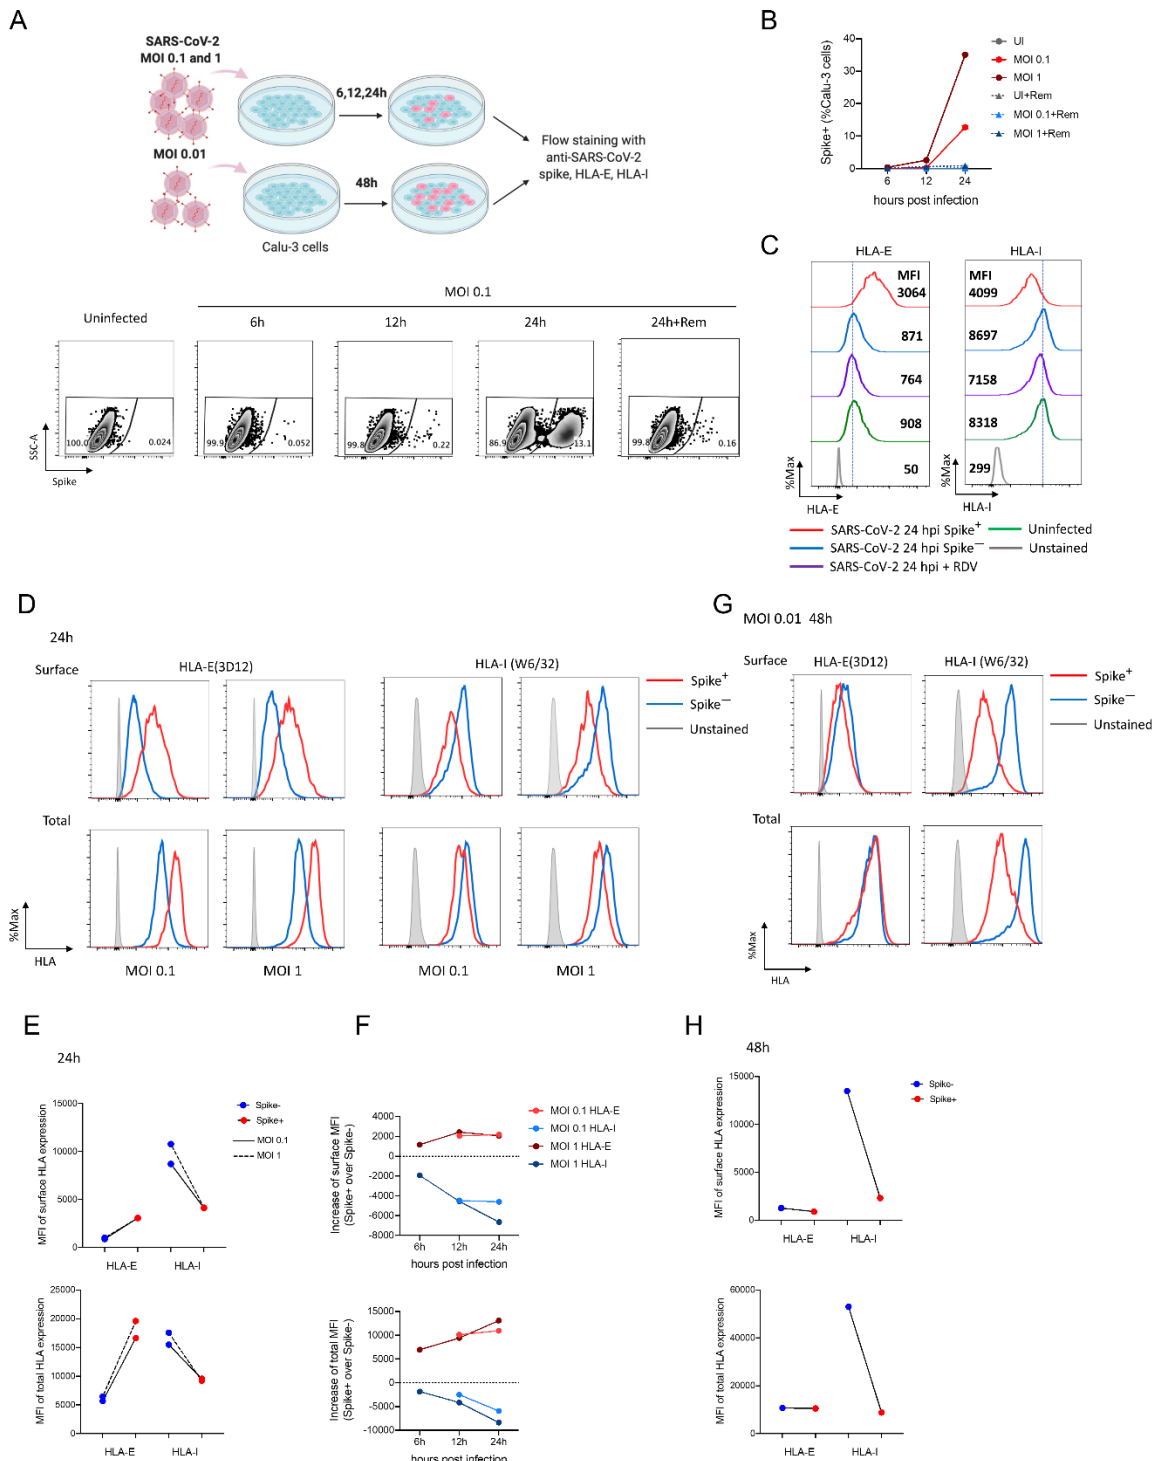 A
SARS-CoV-2
MOI 0.1 and 1
6,12,24h
MOI 0.01
48h
Calu-3 cells
Flow staining with
anti-SARS-CoV-2
spike, HLA-E, HLA-I
MOI 0.1
Uninfected
6h
12h
24h
24h+Rem
100.0
0.024
99.9
0.052
99.8
0.22
86.9
13.1
99.8
0.16
SSC-A
Spike
B
Spike+ (%Calu-3 cells)
40
30
20
10
0
6
12
24
hours post infection
UI
MOI 0.1
MOI 1
UI+Rem
MOI 0.1+Rem
MOI 1+Rem
C
HLA-E
HLA-I
MFI
3064
871
764
908
50
MFI
4099
8697
7158
8318
299
%Max
HLA-E
%Max
HLA-I
SARS-CoV-2 24 hpi Spike+
SARS-CoV-2 24 hpi Spike—
SARS-CoV-2 24 hpi + RDV
Uninfected
Unstained
D
24h
Surface
HLA-E(3D12)
HLA-I (W6/32)
Spike+
Spike—
Unstained
Total
%Max
HLA
MOI 0.1
MOI 1
MOI 0.1
MOI 1
G
MOI 0.01 48h
Surface
HLA-E(3D12)
HLA-I (W6/32)
Spike+
Spike—
Unstained
Total
%Max
HLA
E
24h
MFI of surface HLA expression
15000
10000
5000
0
HLA-E
HLA-I
Spike-
Spike+
MOI 0.1
MOI 1
MFI of total HLA expression
25000
20000
15000
10000
5000
0
HLA-E
HLA-I
F
Increase of surface MFI
(Spike+ over Spike-)
4000
2000
0
-2000
-4000
-6000
-8000
6h
12h
24h
hours post infection
MOI 0.1 HLA-E
MOI 0.1 HLA-I
MOI 1 HLA-E
MOI 1 HLA-I
Increase of total MFI
(Spike+ over Spike-)
15000
10000
5000
0
-5000
-10000
6h
12h
24h
hours post infection
H
48h
MFI of surface HLA expression
15000
10000
5000
0
HLA-E
HLA-I
Spike-
Spike+
MFI of total HLA expression
60000
40000
20000
0
HLA-E
HLA-I